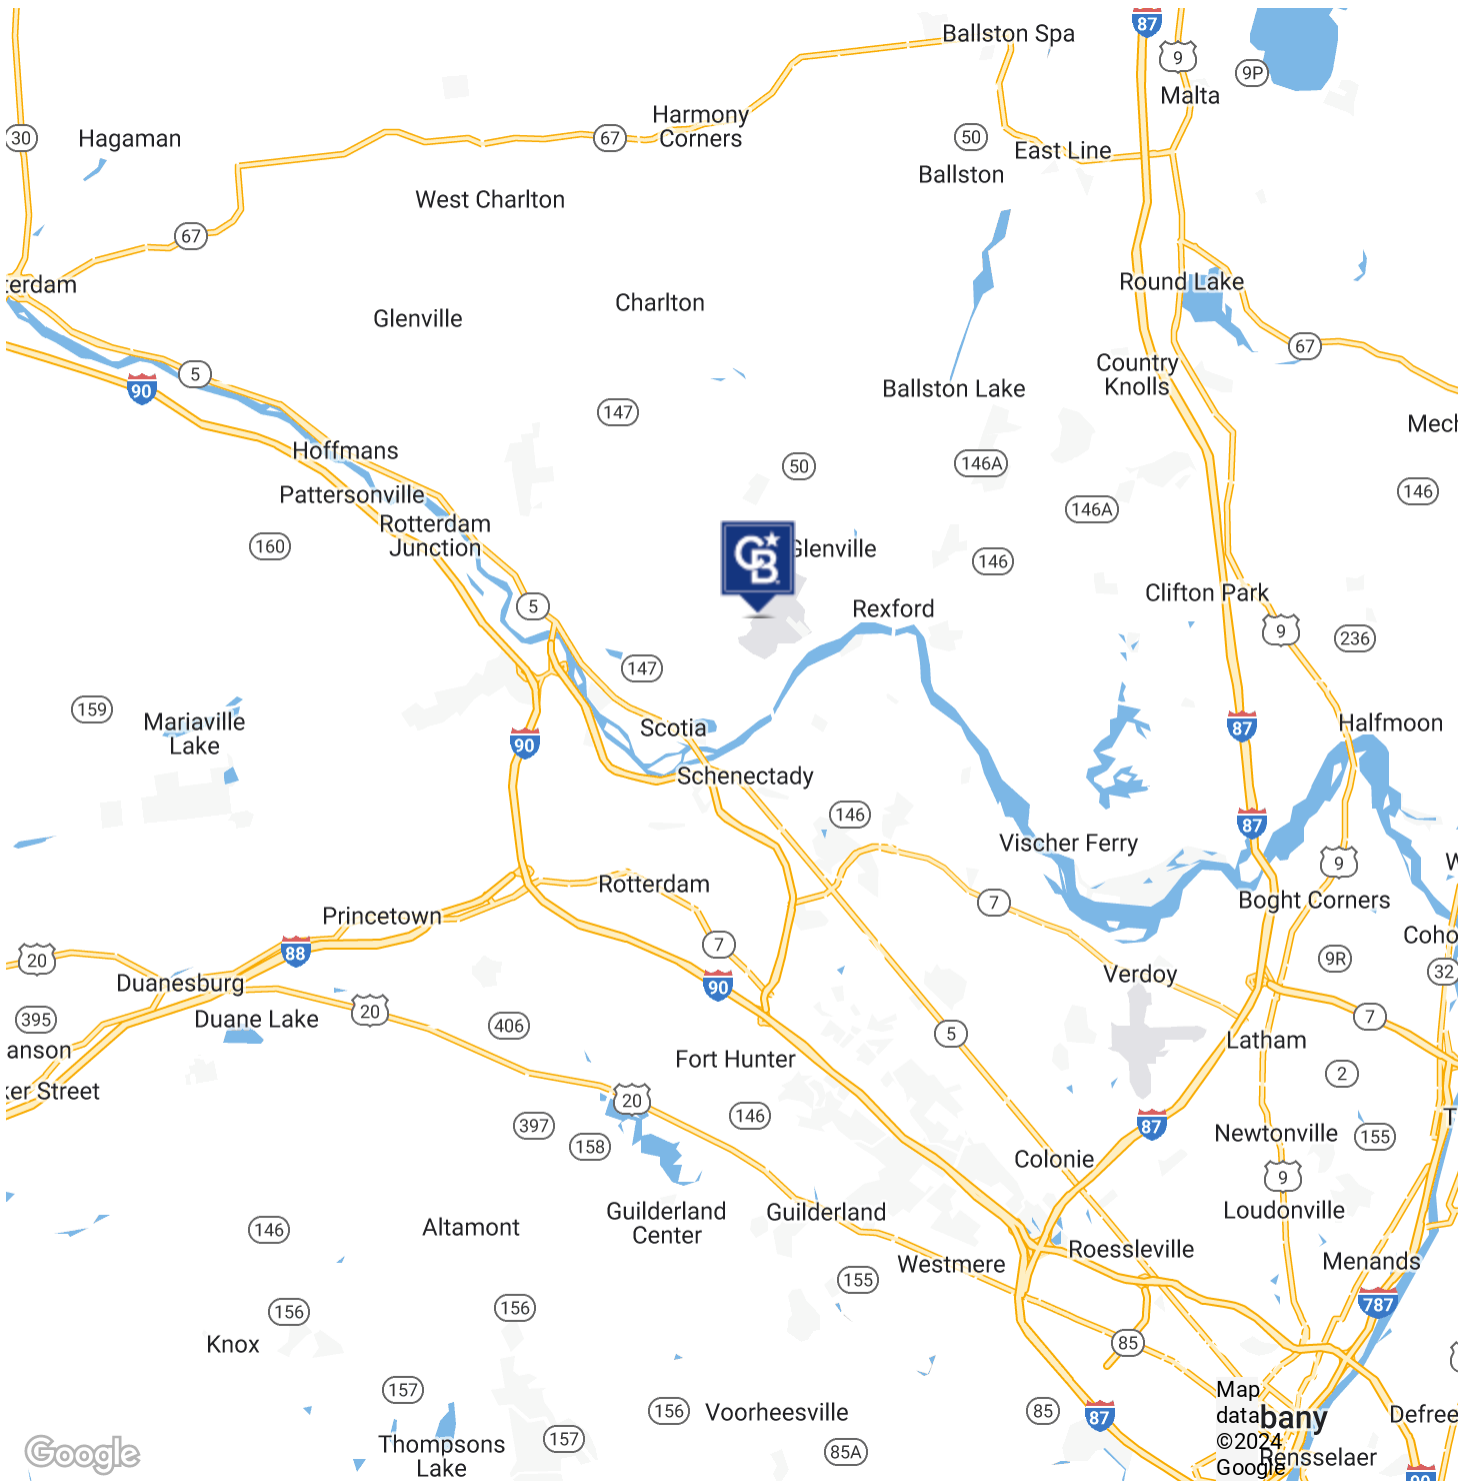 Ballston Spa
87
9
9P
Malta
Harmony
Corners
30
Hagaman
67
50
East Line
Ballston
West Charlton
67
terdam
Round Lake
Charlton
Glenville
67
5
90
Country
Knolls
Ballston Lake
147
Mech
Hoffmans
50
146A
146
Pattersonville
146A
Rotterdam
Junction
160
CB
Glenville
146
Clifton Park
5
Rexford
9
236
147
159
Mariaville
Lake
Scotia
90
87
Halfmoon
Schenectady
146
87
Vischer Ferry
9
W
Rotterdam
7
Boght Corners
Princetown
88
7
Coho
20
9R
32
Duanesburg
90
Verdoy
395
Duane Lake
20
406
5
7
Latham
anson
Fort Hunter
2
ker Street
20
397
158
146
87
Newtonville
155
T
Colonie
9
146
Altamont
Guilderland
Center
Guilderland
Loudonville
Roessleville
Westmere
Menands
155
156
156
787
Knox
85
157
156
Voorheesville
85
87
Map
data
©2024
Google
bany
Defree
Thompsons
Lake
157
85A
Rensselaer
Google
90